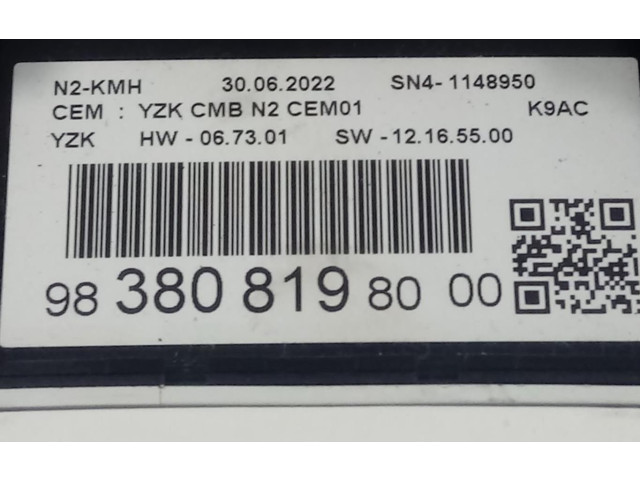 N2-KMH 30.06.2022 SN4-1148950
CEM : YZK CMB N2 CEM01 K9AC
YZK HW - 06.73.01 SW -12.16.55.00
98 380 819 80 00